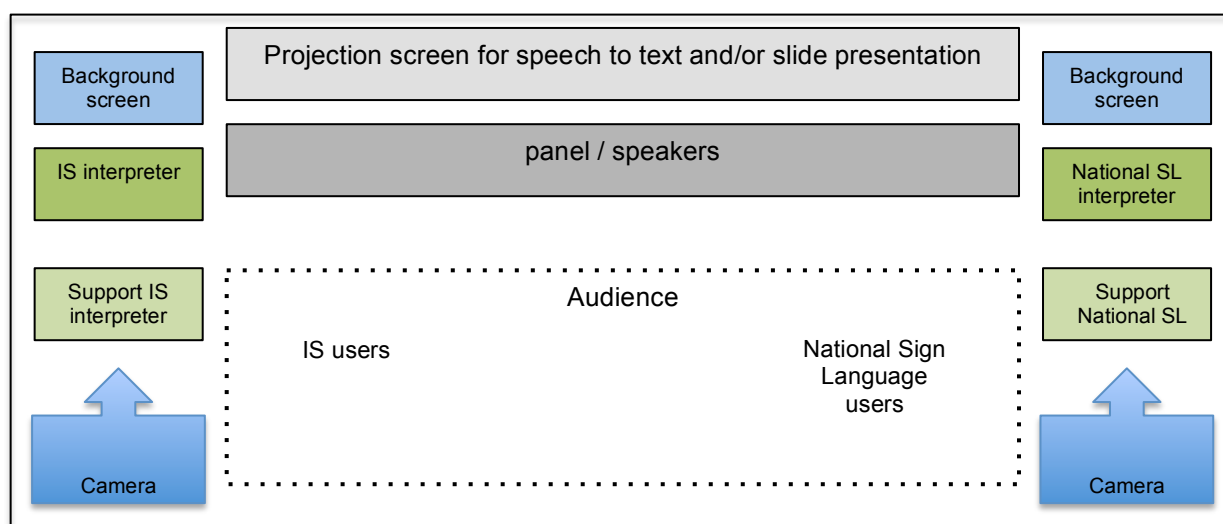 Projection screen for speech to text and/or slide presentation
Background
screen
Background
screen
panel / speakers
IS interpreter
National SL
interpreter
Support IS
interpreter
Audience
Support
National SL
IS users
National Sign
Language
users
Camera
Camera